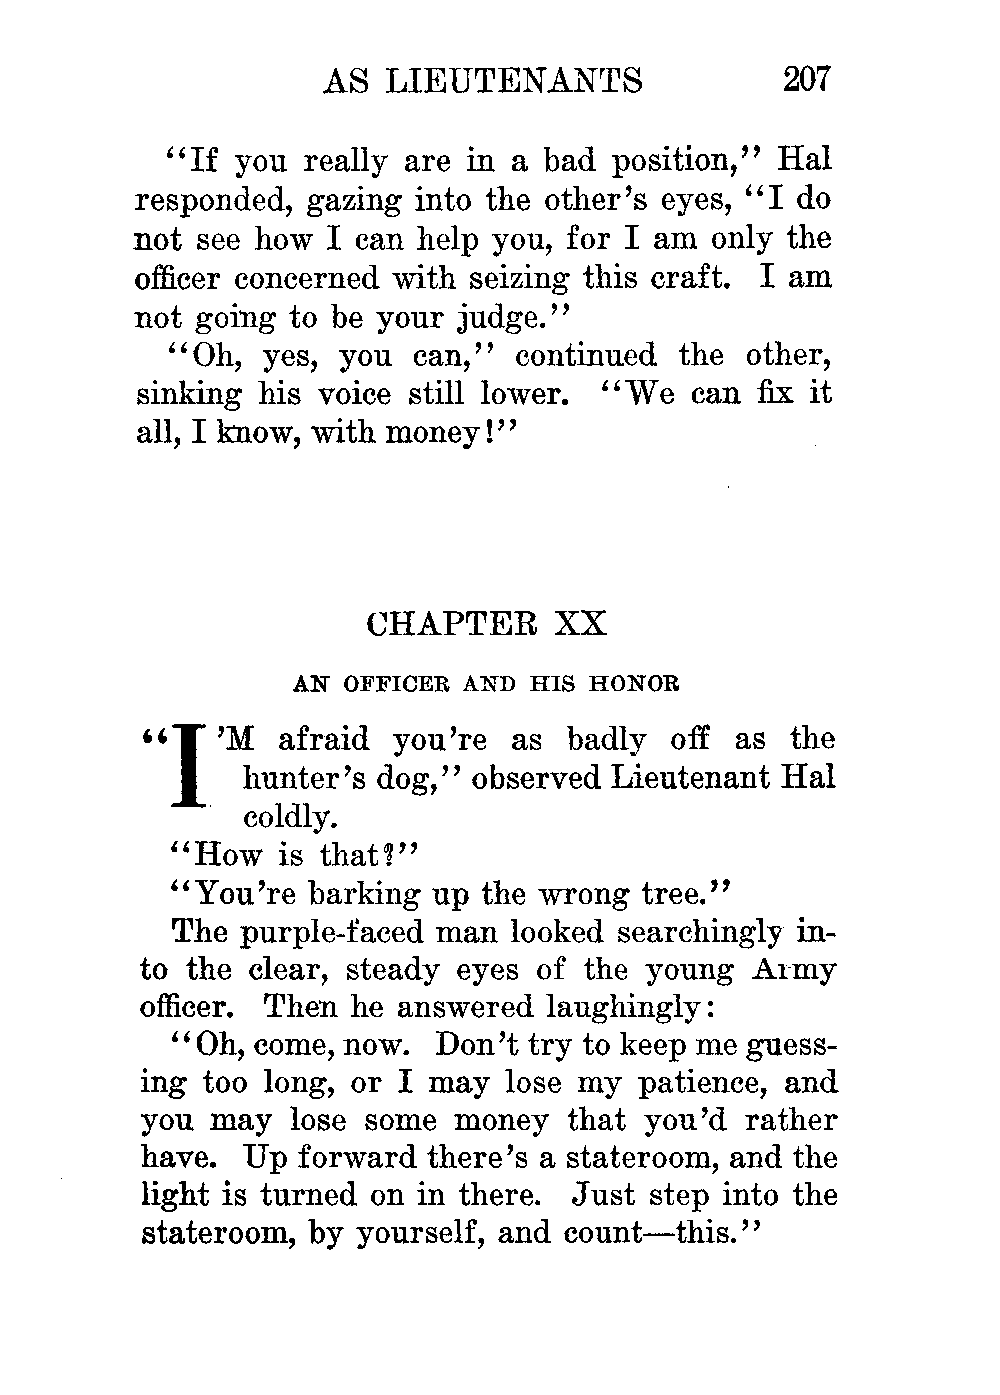 AS LIEUTENANTS 207
“If you really are in a bad position,” Hal
responded, gazing into the other’s eyes, “I do
not see how I can help you, for I am only the
officer concerned with seizing this craft. I am
not going to be your judge.”
“Oh, yes, you can,” continued the other,
sinking his voice still lower. “We can fix it
all, I know, with money!”
CHAPTER XX
AN OFFICER AND HIS HONOR
“I’M afraid you’re as badly off as the
hunter’s dog,” observed Lieutenant Hal
coldly.
“How is that?”
“You’re barking up the wrong tree.”
The purple-faced man looked searchingly in-
to the clear, steady eyes of the young Army
officer. Then he answered laughingly:
“Oh, come, now. Don’t try to keep me guess-
ing too long, or I may lose my patience, and
you may lose some money that you’d rather
have. Up forward there’s a stateroom, and the
light is turned on in there. Just step into the
stateroom, by yourself, and count—this.”